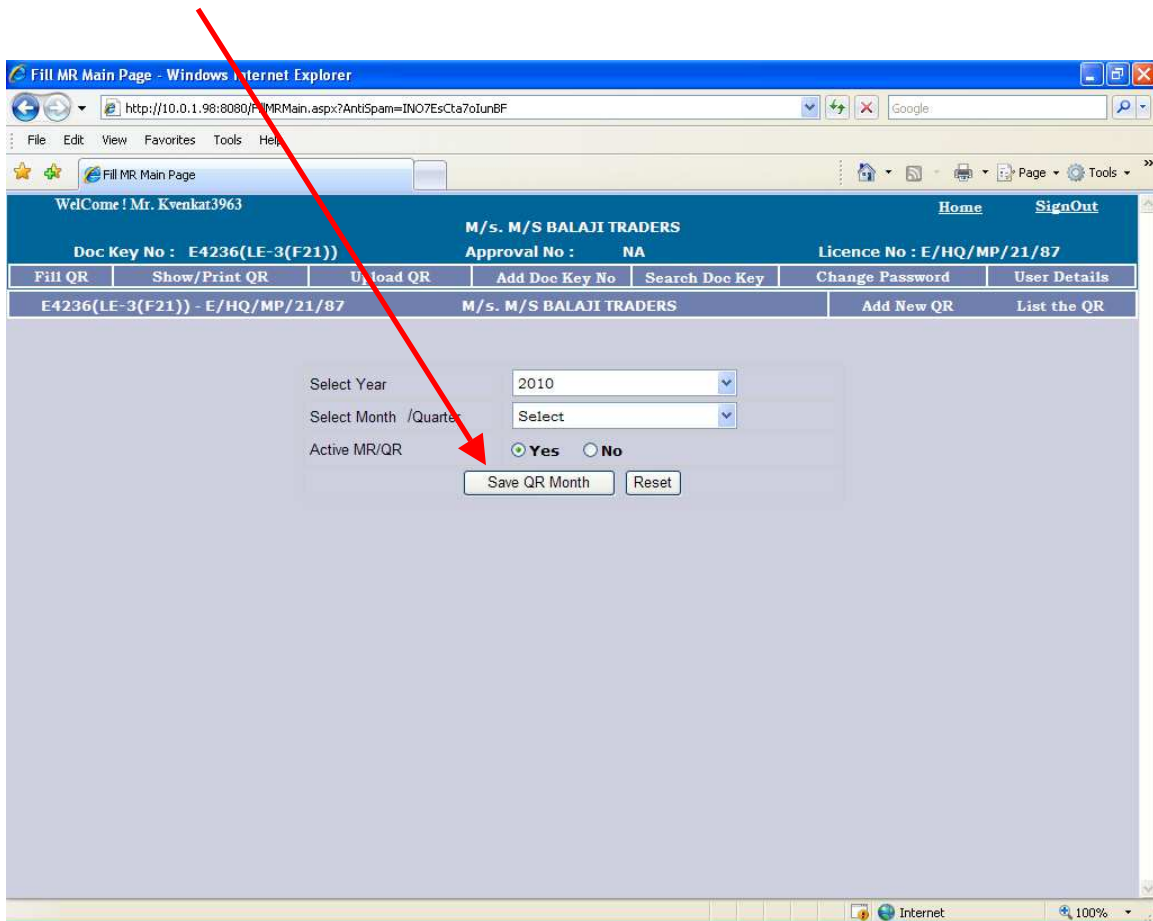 Fill MR Main Page - Windows Internet Explorer
http://10.0.1.98:8080/FillMRMain.aspx?AntiSpam=INO7EsCta7oIunBF Google
File Edit View Favorites Tools Help
Fill MR Main Page Page Tools
WelCome ! Mr. Kvenkat3963 Home SignOut
M/s. M/S BALAJI TRADERS
Doc Key No : E4236(LE-3(F21)) Approval No : NA Licence No : E/HQ/MP/21/87
Fill QR Show/Print QR Upload QR Add Doc Key No Search Doc Key Change Password User Details
E4236(LE-3(F21)) - E/HQ/MP/21/87 M/s. M/S BALAJI TRADERS Add New QR List the QR
Select Year 2010
Select Month /Quarter Select
Active MR/QR Yes No
Save QR Month Reset
Internet 100%